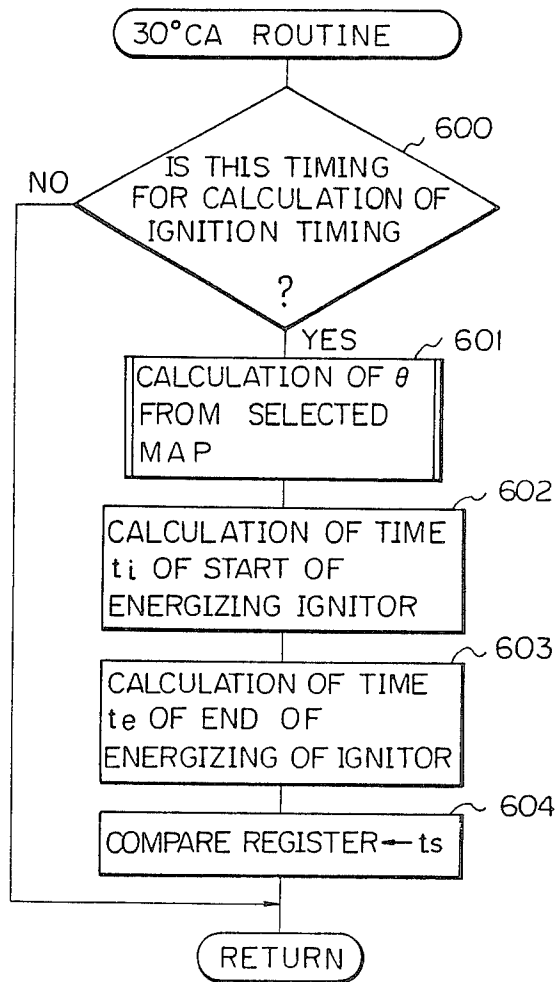 30°CA ROUTINE
600
IS THIS TIMING
FOR CALCULATION OF
IGNITION TIMING
?
NO
YES
601
CALCULATION OF θ
FROM SELECTED
MAP
602
CALCULATION OF TIME
ti OF START OF
ENERGIZING IGNITOR
603
CALCULATION OF TIME
te OF END OF
ENERGIZING OF IGNITOR
604
COMPARE REGISTER ← ts
RETURN